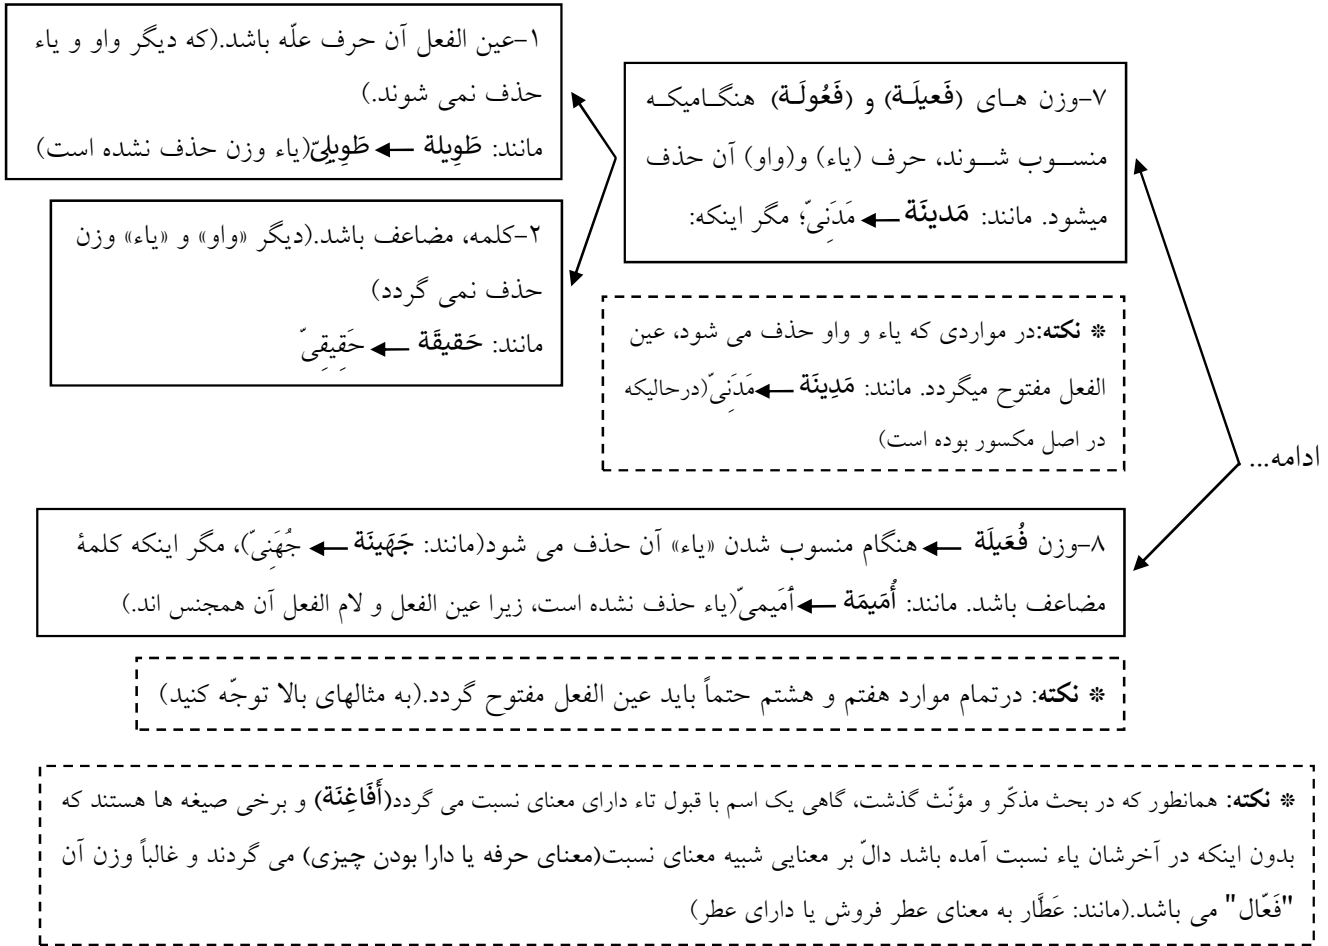 ادامه...
۷-وزن هـای (فَعیلَـة) و (فَعُولَـة) هنگـامیکـه
منسـوب شـوند، حرف (یاء) و(واو) آن حذف
میشود. مانند: مَدینَة ← مَدَنِیّ؛ مگر اینکه:
۱-عین الفعل آن حرف علّه باشد.(که دیگر واو و یاء
حذف نمی شوند.)
مانند: طَوِیلة ← طَوِیلِیّ(یاء وزن حذف نشده است)
۲-کلمه، مضاعف باشد.(دیگر «واو» و «یاء» وزن
حذف نمی گردد)
مانند: حَقیقَة ← حَقِیقِیّ
* نکته:در مواردی که یاء و واو حذف می شود، عین
الفعل مفتوح میگردد. مانند: مَدِینَة ← مَدَنِیّ(درحالیکه
در اصل مکسور بوده است)
۸-وزن فُعَیلَة ← هنگام منسوب شدن «یاء» آن حذف می شود(مانند: جَهَینَة ← جُهَنِیّ)، مگر اینکه کلمۀ
مضاعف باشد. مانند: أُمَیمَة ← أمَیمیّ(یاء حذف نشده است، زیرا عین الفعل و لام الفعل آن همجنس اند.)
* نکته: درتمام موارد هفتم و هشتم حتماً باید عین الفعل مفتوح گردد.(به مثالهای بالا توجّه کنید)
* نکته: همانطور که در بحث مذکّر و مؤنّث گذشت، گاهی یک اسم با قبول تاء دارای معنای نسبت می گردد(أَفَاغِنَة) و برخی صیغه ها هستند که
بدون اینکه در آخرشان یاء نسبت آمده باشد دالّ بر معنایی شبیه معنای نسبت(معنای حرفه یا دارا بودن چیزی) می گردند و غالباً وزن آن
"فَعّال" می باشد.(مانند: عَطَّار به معنای عطر فروش یا دارای عطر)